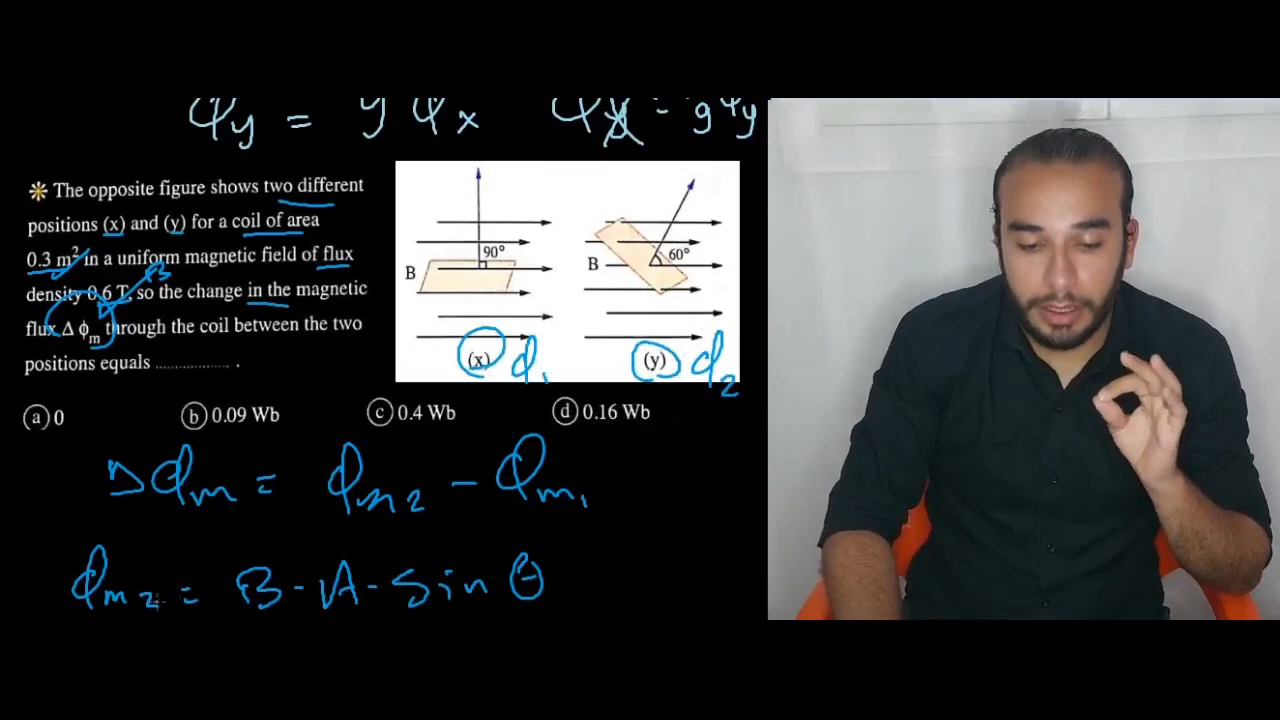 Φy = g Φx Φx = g Φy
The opposite figure shows two different
positions (x) and (y) for a coil of area
0.3 m² in a uniform magnetic field of flux
density 0.6 T, so the change in the magnetic
flux Δ ϕm through the coil between the two
positions equals .................... .
B 90° (x) ϕ1
B 60° (y) ϕ2
B
(a) 0 (b) 0.09 Wb (c) 0.4 Wb (d) 0.16 Wb
Δϕm = ϕm2 - ϕm1
ϕm2 = B - A - Sin θ